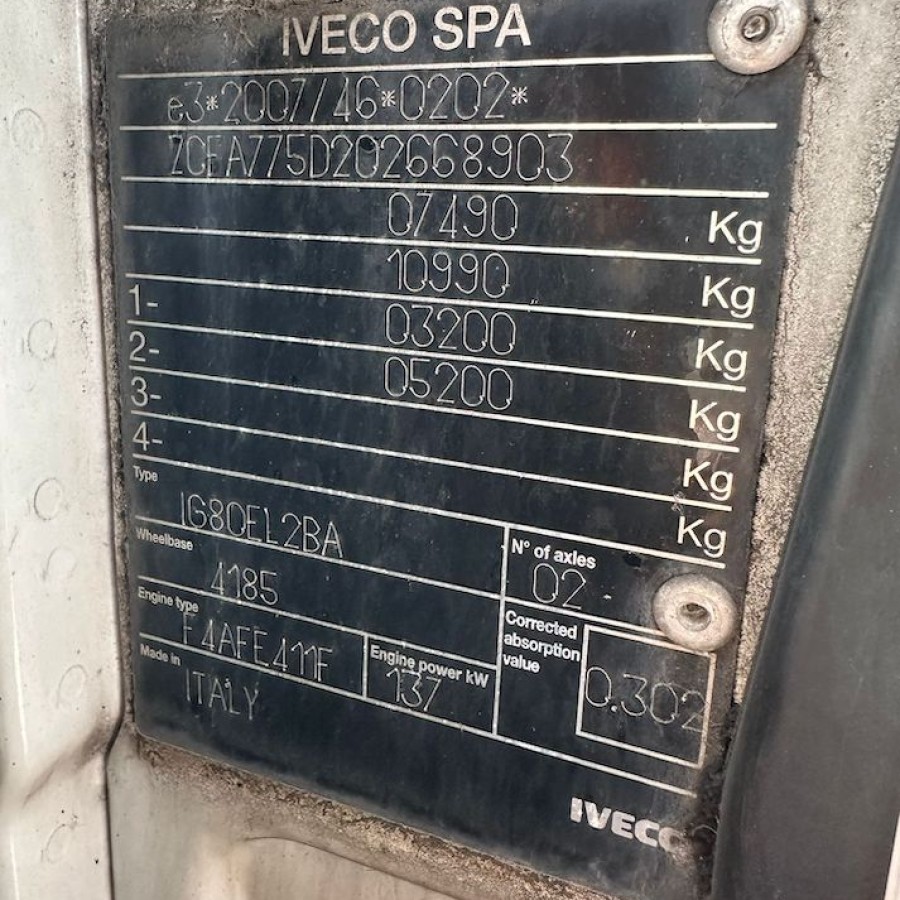 IVECO SPA
e3*2007/46*0202*
ZCFA775D202668903
07490 Kg
10990 Kg
1- 03200 Kg
2- 05200 Kg
3- Kg
4- Kg
Type
IG80EL2BA
N° of axles
02
Wheelbase
4185
Corrected
absorption
value
0.302
Engine type
F4AFE411F
Engine power kW
137
Made in
ITALY
IVECO